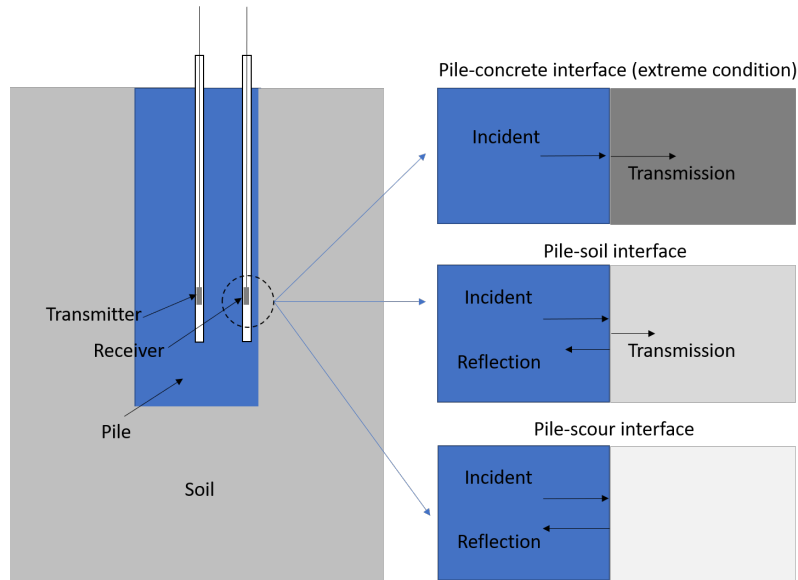 Pile-concrete interface (extreme condition)
Incident
Transmission
Pile-soil interface
Incident
Reflection
Transmission
Pile-scour interface
Incident
Reflection
Transmitter
Receiver
Pile
Soil